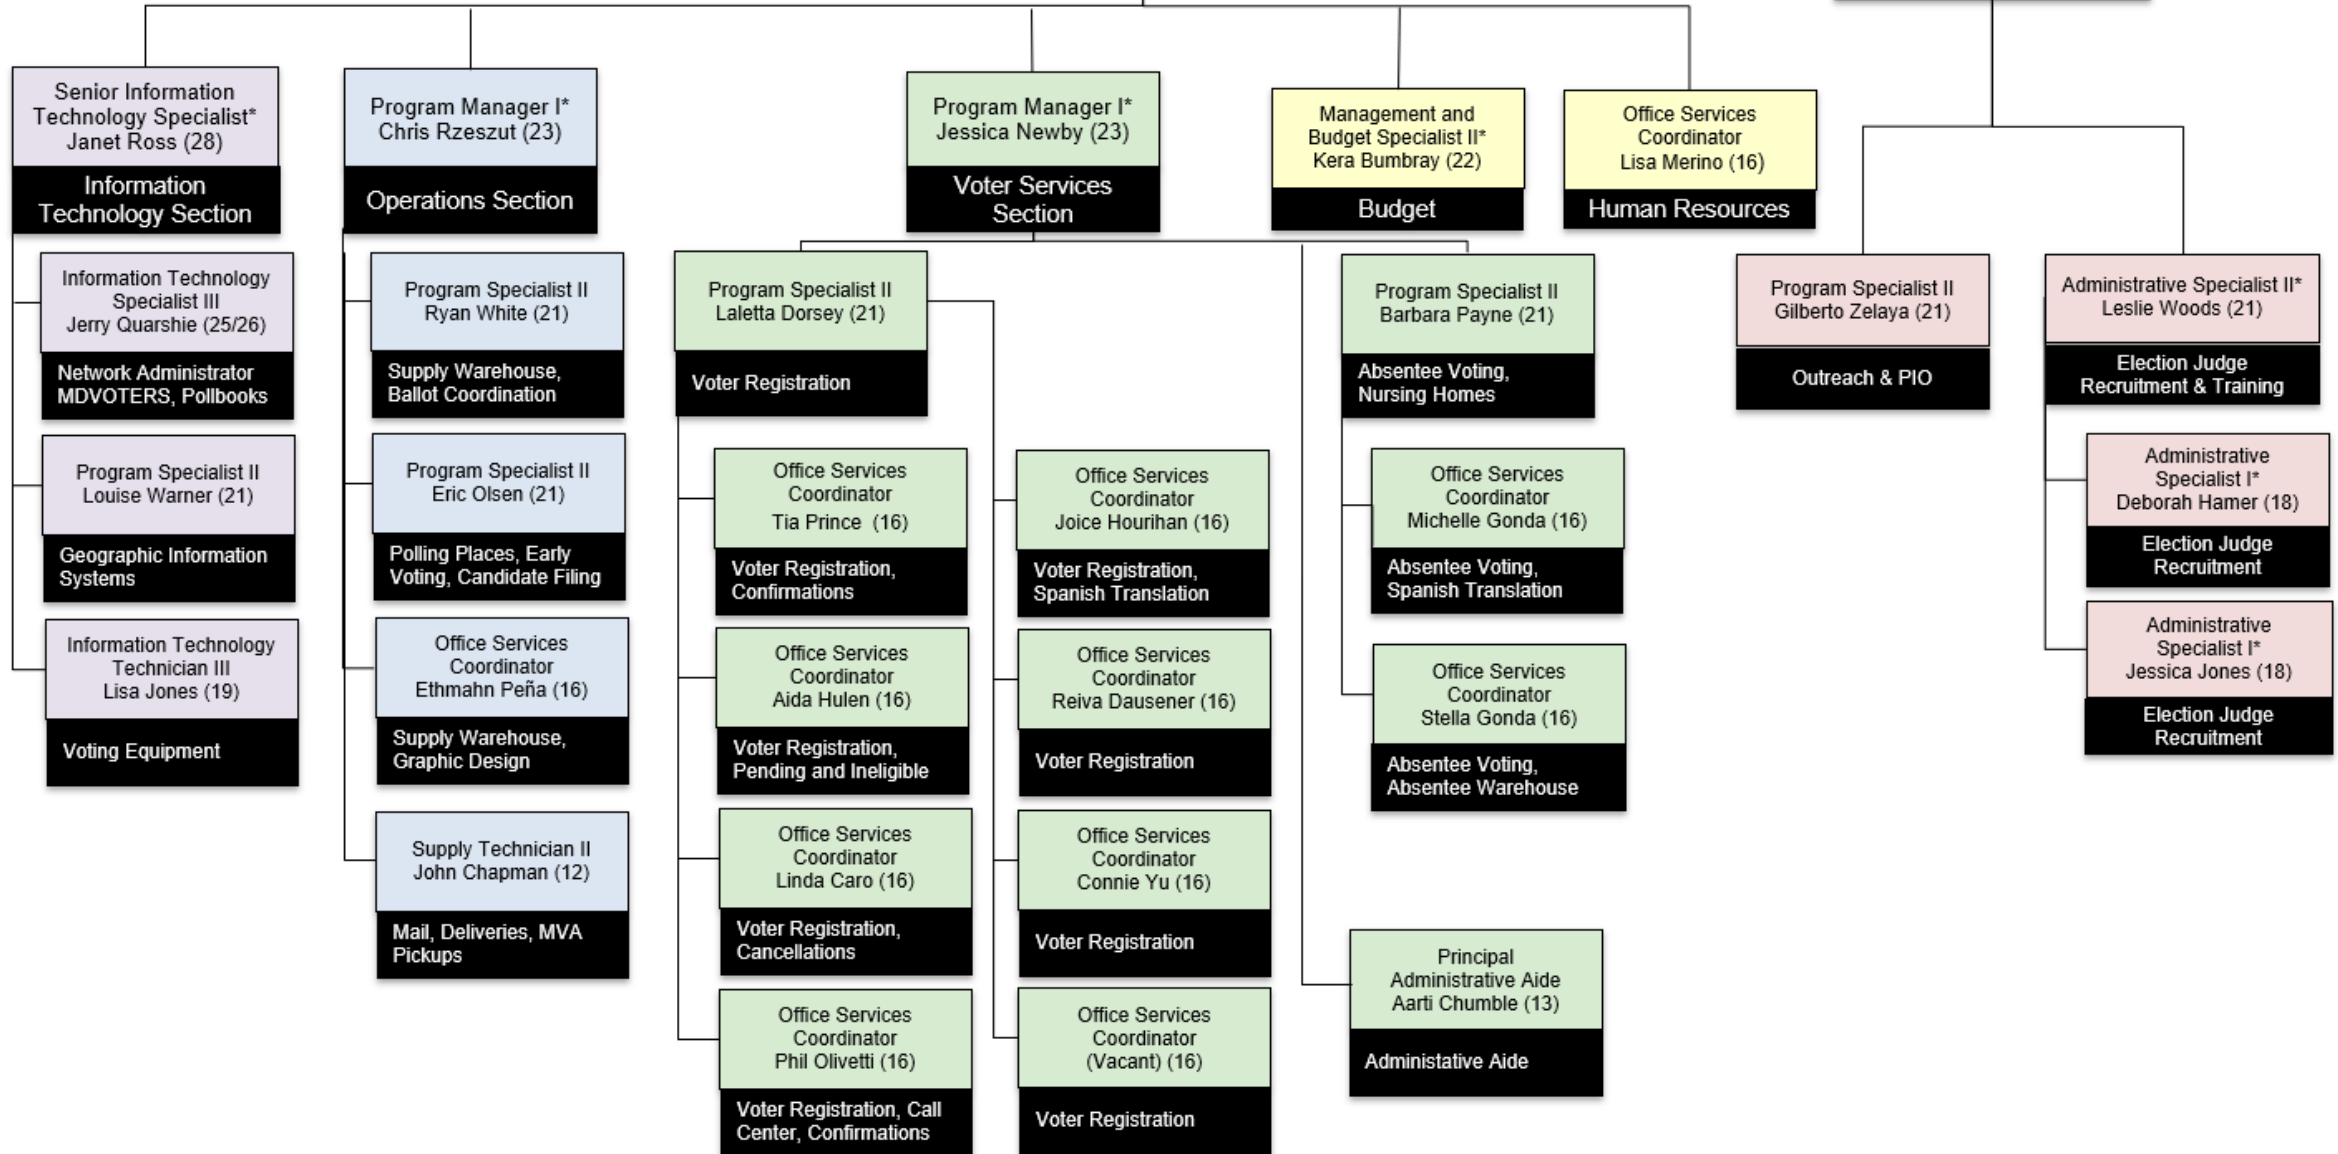 Senior Information
Technology Specialist*
Janet Ross (28)
Information
Technology Section
Information Technology
Specialist III
Jerry Quarshie (25/26)
Network Administrator
MDVOTERS, Pollbooks
Program Specialist II
Louise Warner (21)
Geographic Information
Systems
Information Technology
Technician III
Lisa Jones (19)
Voting Equipment
Program Manager I*
Chris Rzeszut (23)
Operations Section
Program Specialist II
Ryan White (21)
Supply Warehouse,
Ballot Coordination
Program Specialist II
Eric Olsen (21)
Polling Places, Early
Voting, Candidate Filing
Office Services
Coordinator
Ethmahn Peña (16)
Supply Warehouse,
Graphic Design
Supply Technician II
John Chapman (12)
Mail, Deliveries, MVA
Pickups
Program Manager I*
Jessica Newby (23)
Voter Services
Section
Program Specialist II
Laletta Dorsey (21)
Voter Registration
Office Services
Coordinator
Tia Prince (16)
Voter Registration,
Confirmations
Office Services
Coordinator
Aida Hulen (16)
Voter Registration,
Pending and Ineligible
Office Services
Coordinator
Linda Caro (16)
Voter Registration,
Cancellations
Office Services
Coordinator
Phil Olivetti (16)
Voter Registration, Call
Center, Confirmations
Office Services
Coordinator
Joice Hourihan (16)
Voter Registration,
Spanish Translation
Office Services
Coordinator
Reiva Dausener (16)
Voter Registration
Office Services
Coordinator
Connie Yu (16)
Voter Registration
Office Services
Coordinator
(Vacant) (16)
Voter Registration
Program Specialist II
Barbara Payne (21)
Absentee Voting,
Nursing Homes
Office Services
Coordinator
Michelle Gonda (16)
Absentee Voting,
Spanish Translation
Office Services
Coordinator
Stella Gonda (16)
Absentee Voting,
Absentee Warehouse
Principal
Administrative Aide
Aarti Chumble (13)
Administative Aide
Management and
Budget Specialist II*
Kera Bumbray (22)
Budget
Office Services
Coordinator
Lisa Merino (16)
Human Resources
Program Specialist II
Gilberto Zelaya (21)
Outreach & PIO
Administrative Specialist II*
Leslie Woods (21)
Election Judge
Recruitment & Training
Administrative
Specialist I*
Deborah Hamer (18)
Election Judge
Recruitment
Administrative
Specialist I*
Jessica Jones (18)
Election Judge
Recruitment